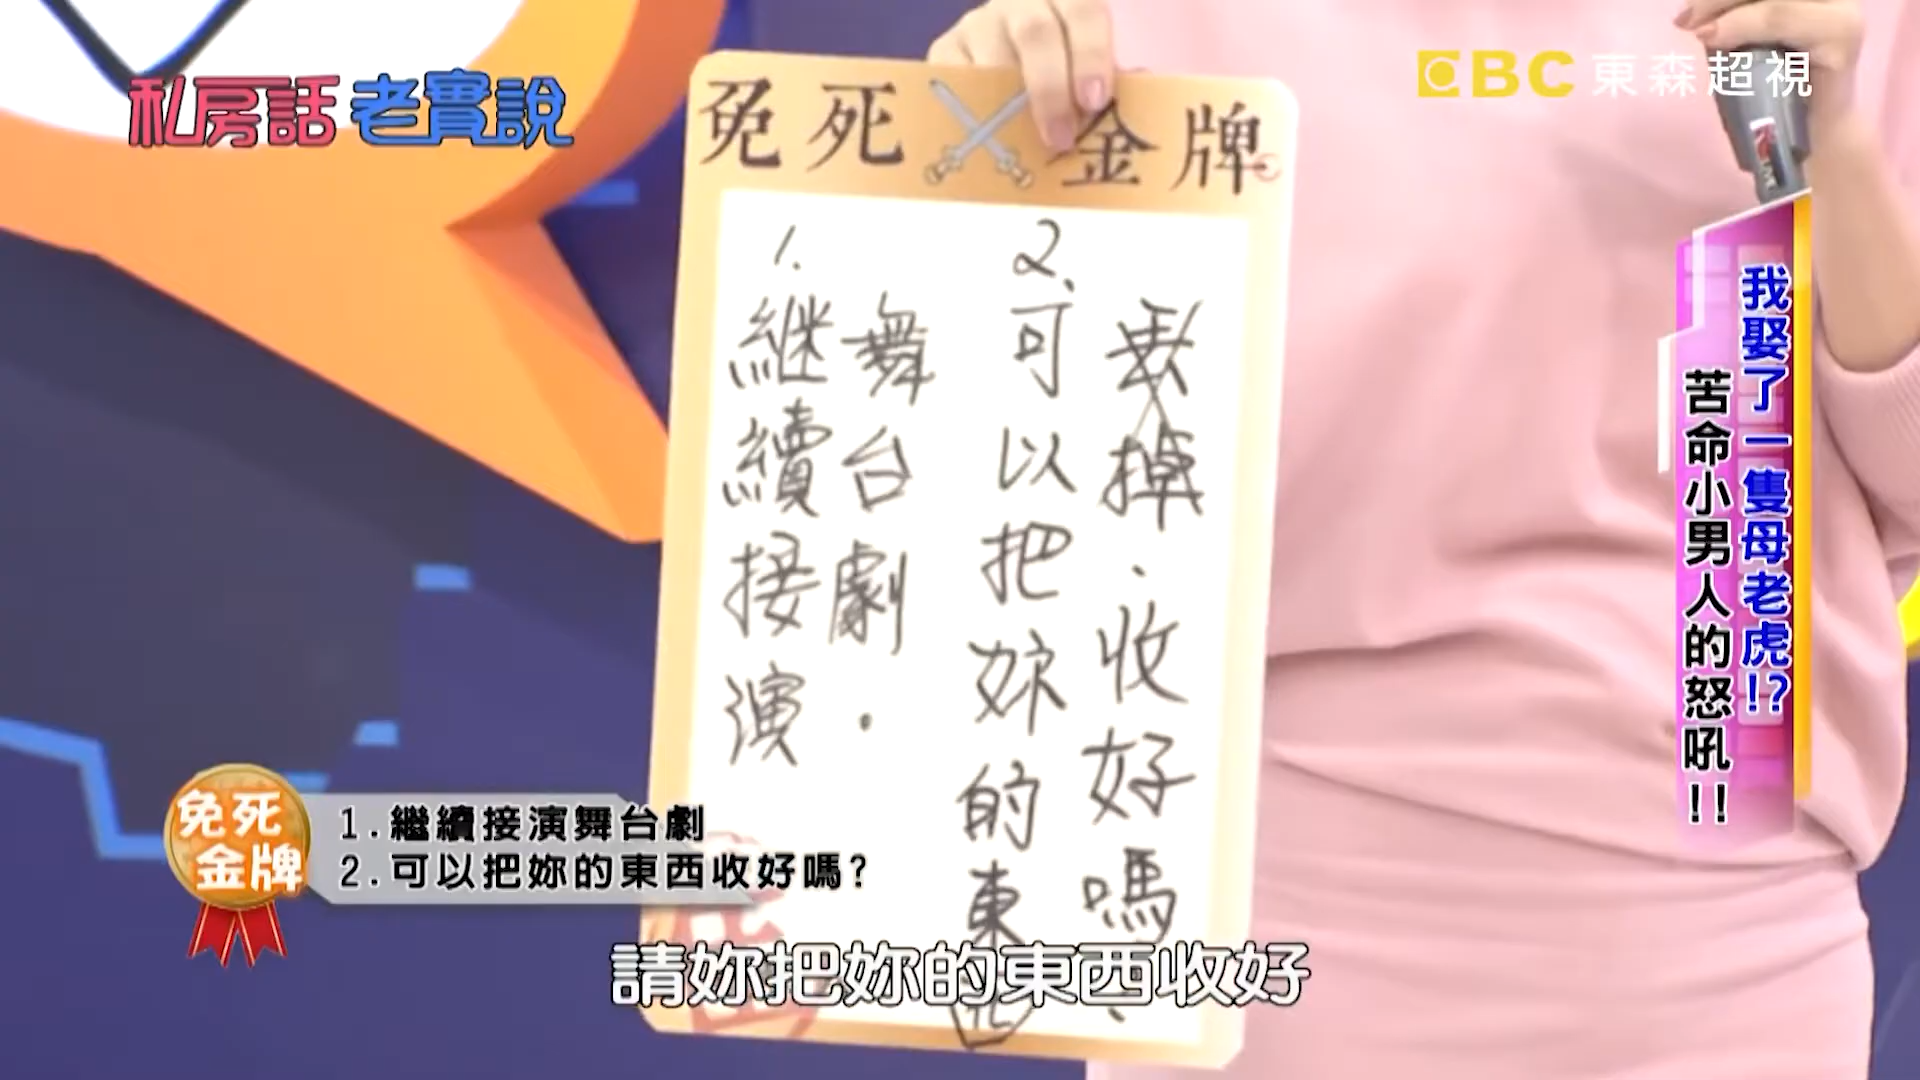 私房話老實說
EBC 東森超視
免死金牌
1.
繼續接演
舞台劇.
2.
可以把妳的東西
丟掉.收好嗎
我娶了一隻母老虎!?
苦命小男人的怒吼!!
免死
金牌
1.繼續接演舞台劇
2.可以把妳的東西收好嗎?
請妳把妳的東西收好